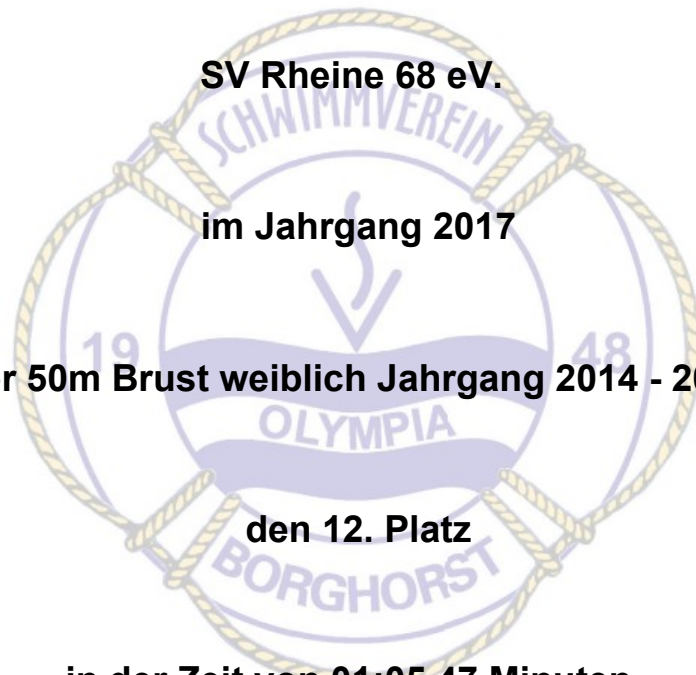 SV Rheine 68 eV.
SCHWIMMVEREIN
im Jahrgang 2017
19 48
r 50m Brust weiblich Jahrgang 2014 - 20
OLYMPIA
den 12. Platz
BORGHORST
in der Zeit von 01:05,47 Minuten